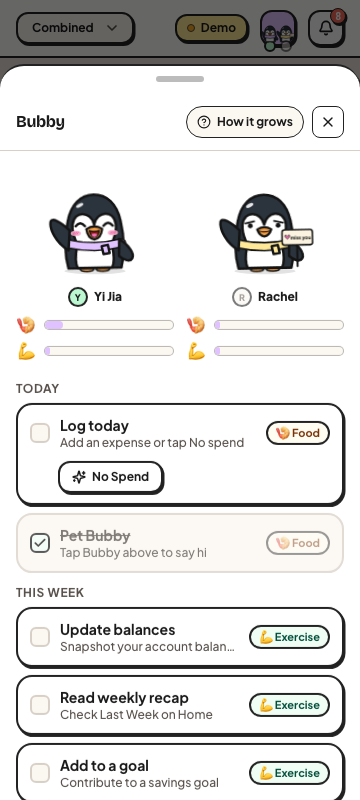 Combined
Demo
8
Bubby
How it grows
miss you
Y Yi Jia
R Rachel
TODAY
Log today
Add an expense or tap No spend
Food
No Spend
Pet Bubby
Tap Bubby above to say hi
Food
THIS WEEK
Update balances
Snapshot your account balan...
Exercise
Read weekly recap
Check Last Week on Home
Exercise
Add to a goal
Contribute to a savings goal
Exercise